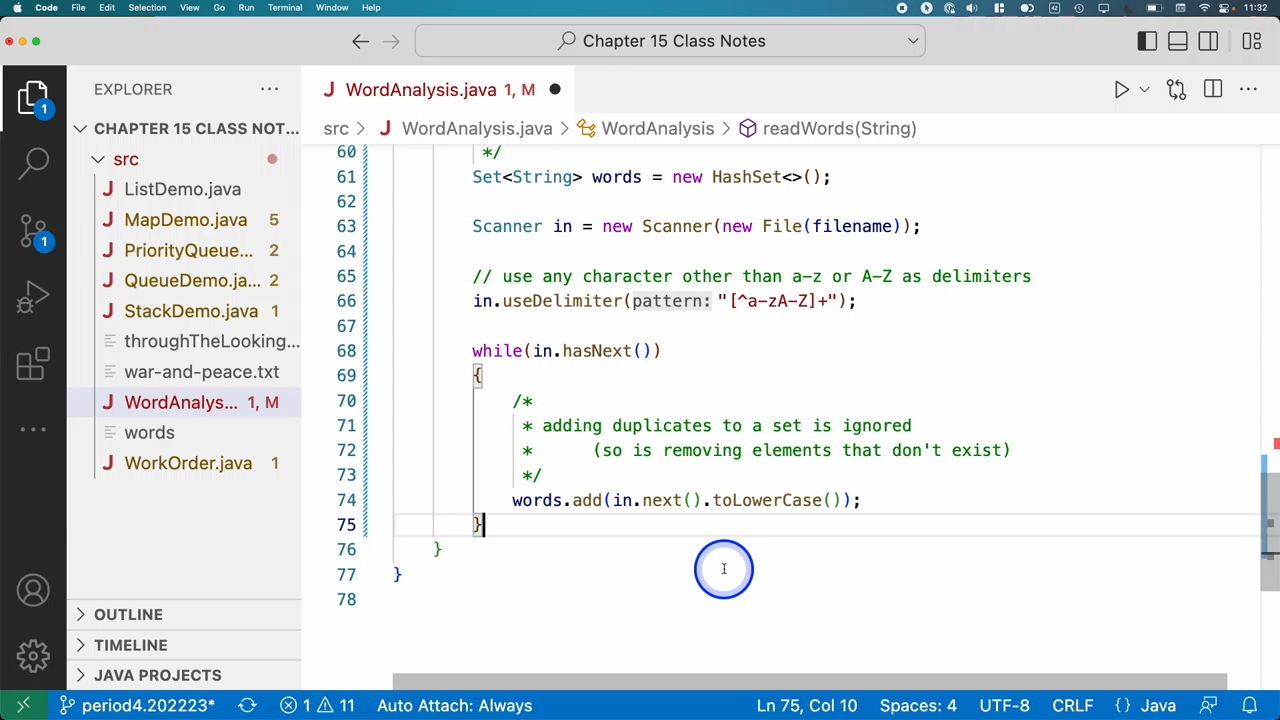 Code File Edit Selection View Go Run Terminal Window Help 11:32
Chapter 15 Class Notes
EXPLORER
WordAnalysis.java 1, M
CHAPTER 15 CLASS NOT...
src > WordAnalysis.java > WordAnalysis > readWords(String)
src
ListDemo.java
MapDemo.java 5
PriorityQueue... 2
QueueDemo.ja... 2
StackDemo.java 1
throughTheLooking...
war-and-peace.txt
WordAnalys... 1, M
words
WorkOrder.java 1
OUTLINE
TIMELINE
JAVA PROJECTS
1
1
60 */
61 Set<String> words = new HashSet<>();
62
63 Scanner in = new Scanner(new File(filename));
64
65 // use any character other than a-z or A-Z as delimiters
66 in.useDelimiter(pattern: "[^a-zA-Z]+");
67
68 while(in.hasNext())
69 {
70 /*
71 * adding duplicates to a set is ignored
72 * (so is removing elements that don't exist)
73 */
74 words.add(in.next().toLowerCase());
75 }
76 }
77 }
78
period4.202223* 1 11 Auto Attach: Always Ln 75, Col 10 Spaces: 4 UTF-8 CRLF {} Java